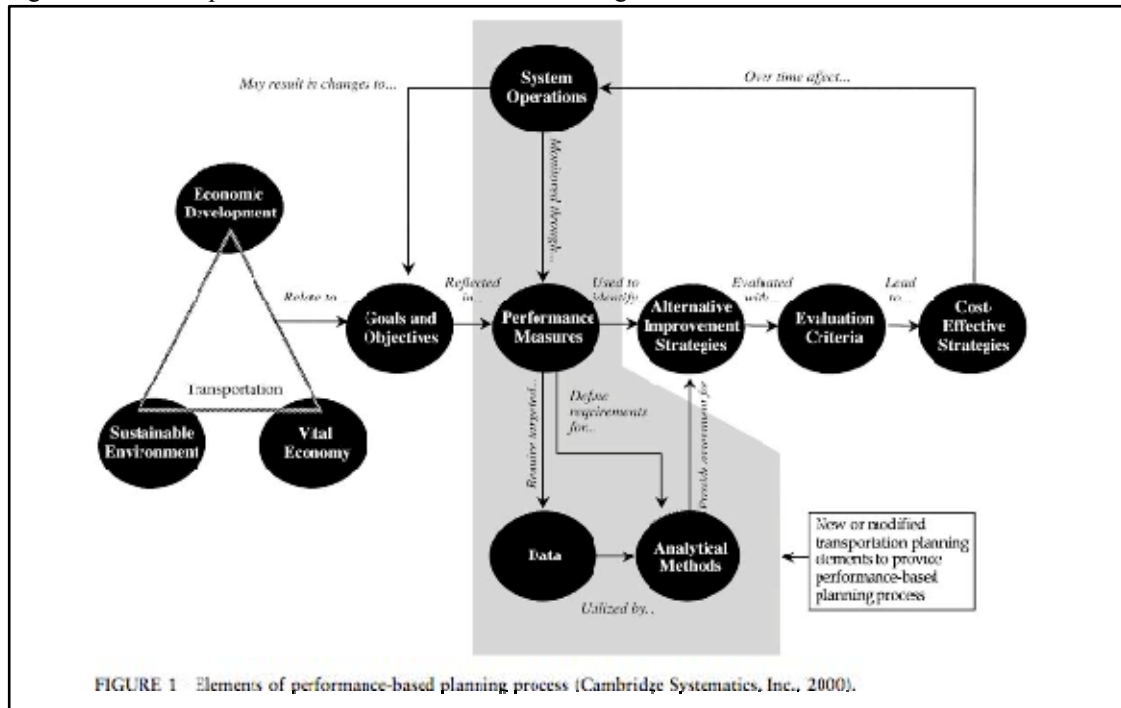 System
Operations
May result in changes to...
Over time affect...
Monitored through...
Economic
Development
Relate to...
Goals and
Objectives
Reflected
in...
Performance
Measures
Used to
identify
Alternative
Improvement
Strategies
Evaluated
with...
Evaluation
Criteria
Lead
to...
Cost-
Effective
Strategies
Transportation
Sustainable
Environment
Vital
Economy
Require targeted...
Define
requirements
for...
Provide for
Data
Analytical
Methods
Utilized by...
New or modified
transportation planning
elements to provide
performance-based
planning process
FIGURE 1 Elements of performance-based planning process (Cambridge Systematics, Inc., 2000).